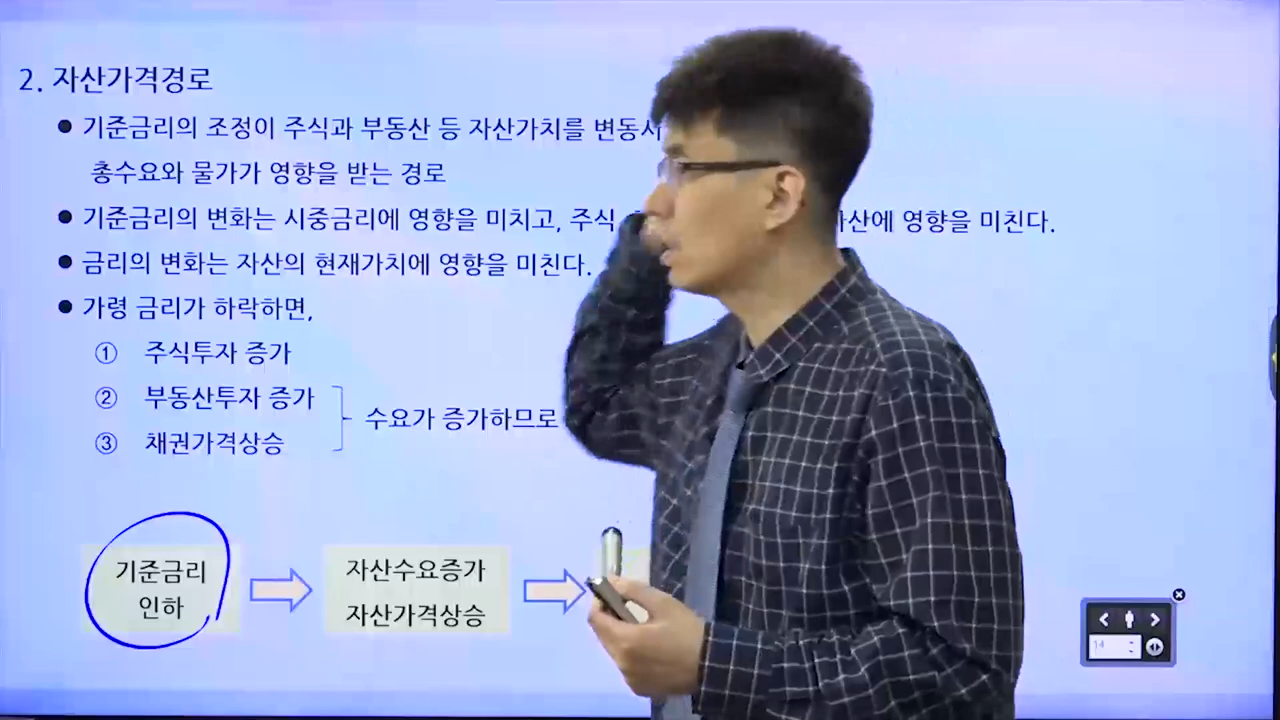 2. 자산가격경로
● 기준금리의 조정이 주식과 부동산 등 자산가치를 변동시
총수요와 물가가 영향을 받는 경로
● 기준금리의 변화는 시중금리에 영향을 미치고, 주식 자산에 영향을 미친다.
● 금리의 변화는 자산의 현재가치에 영향을 미친다.
● 가령 금리가 하락하면,
① 주식투자 증가
② 부동산투자 증가
수요가 증가하므로
③ 채권가격상승
기준금리
인하
자산수요증가
자산가격상승
14